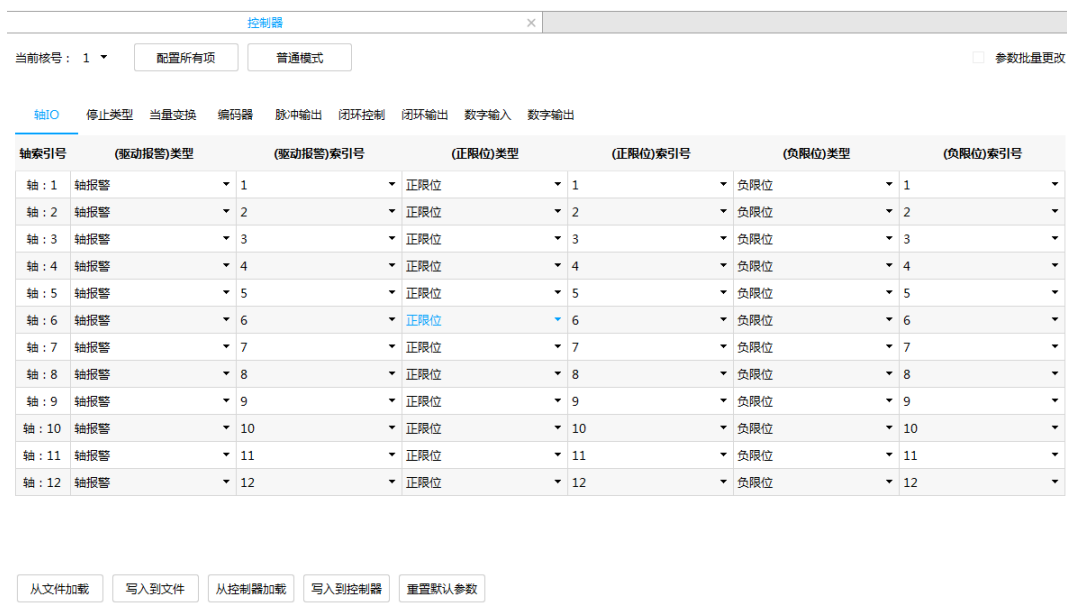 控制器
当前核号： 1 配置所有项 普通模式 参数批量更改
轴IO 停止类型 当量变换 编码器 脉冲输出 闭环控制 闭环输出 数字输入 数字输出
轴索引号 (驱动报警)类型 (驱动报警)索引号 (正限位)类型 (正限位)索引号 (负限位)类型 (负限位)索引号
轴：1 轴报警 1 正限位 1 负限位 1
轴：2 轴报警 2 正限位 2 负限位 2
轴：3 轴报警 3 正限位 3 负限位 3
轴：4 轴报警 4 正限位 4 负限位 4
轴：5 轴报警 5 正限位 5 负限位 5
轴：6 轴报警 6 正限位 6 负限位 6
轴：7 轴报警 7 正限位 7 负限位 7
轴：8 轴报警 8 正限位 8 负限位 8
轴：9 轴报警 9 正限位 9 负限位 9
轴：10 轴报警 10 正限位 10 负限位 10
轴：11 轴报警 11 正限位 11 负限位 11
轴：12 轴报警 12 正限位 12 负限位 12
从文件加载 写入到文件 从控制器加载 写入到控制器 重置默认参数